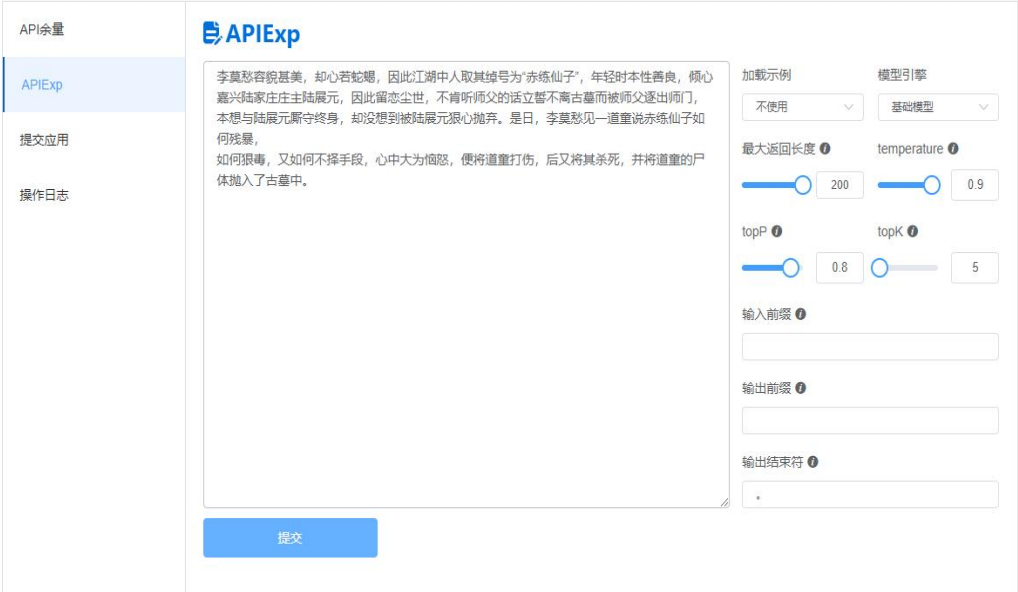 API余量
APIExp
提交应用
操作日志
APIExp
李莫愁容貌甚美，却心若蛇蝎，因此江湖中人取其绰号为“赤练仙子”，年轻时本性善良，倾心
嘉兴陆家庄庄主陆展元，因此留恋尘世，不肯听师父的话立誓不离古墓而被师父逐出师门，
本想与陆展元厮守终身，却没想到被陆展元狠心抛弃。是日，李莫愁见一道童说赤练仙子如
何残暴，
如何狠毒，又如何不择手段，心中大为恼怒，便将道童打伤，后又将其杀死，并将道童的尸
体抛入了古墓中。
提交
加载示例 模型引擎
不使用 基础模型
最大返回长度 temperature
200 0.9
topP topK
0.8 5
输入前缀
输出前缀
输出结束符
。